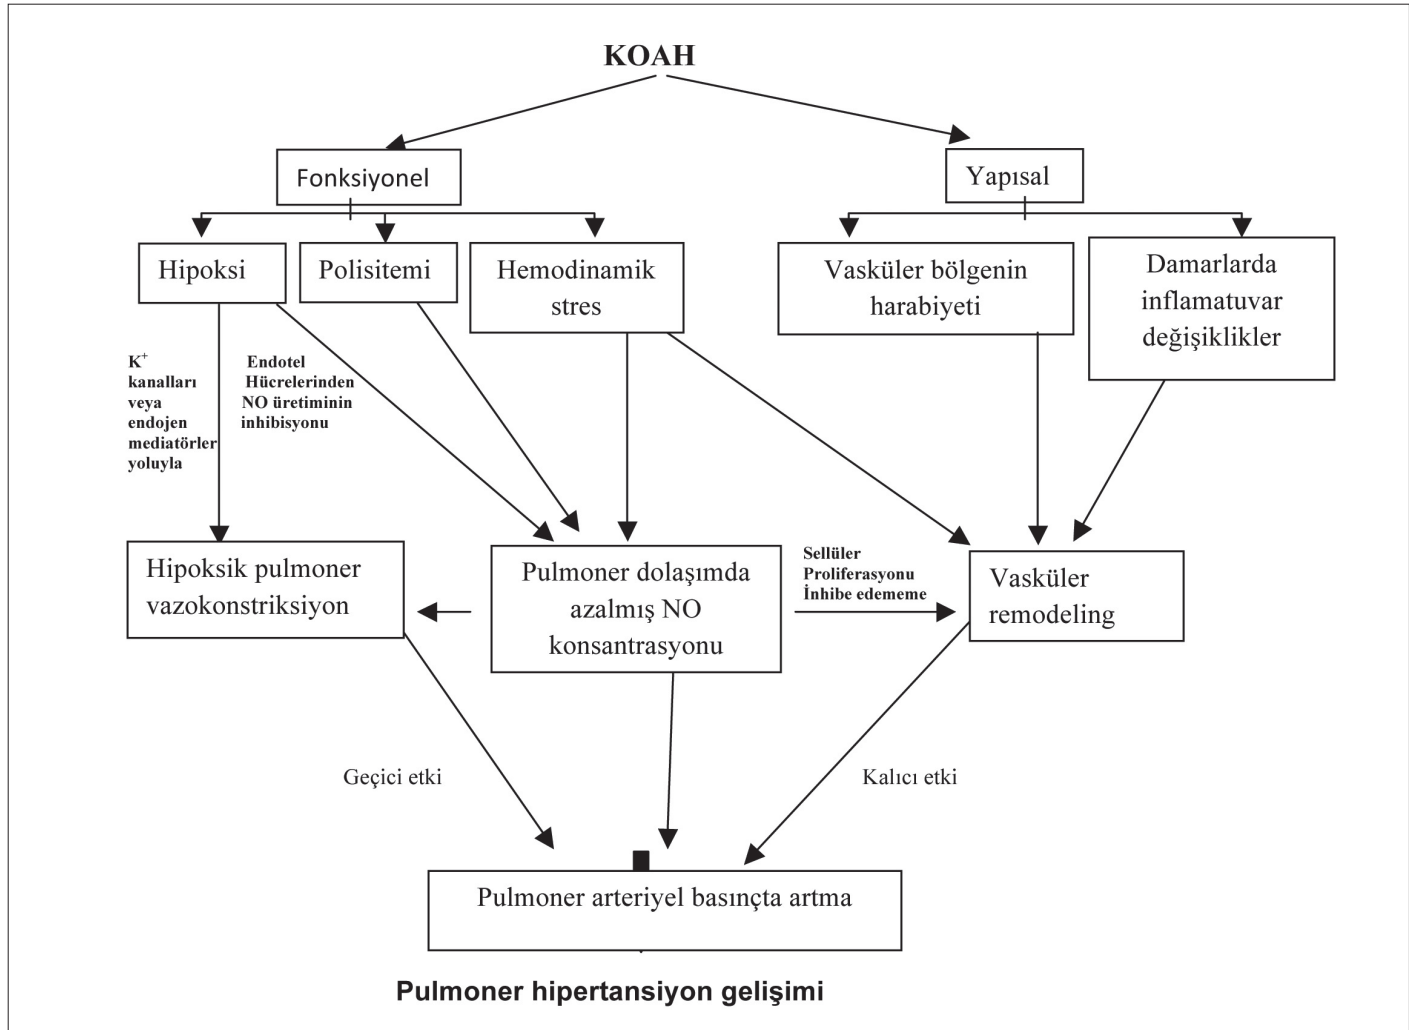 KOAH
Fonksiyonel
Yapısal
Hipoksi
Polisitemi
Hemodinamik
stres
Vasküler bölgenin
harabiyeti
Damarlarda
inflamatuvar
değişiklikler
K+
kanalları
veya
endojen
mediatörler
yoluyla
Endotel
Hücrelerinden
NO üretiminin
inhibisyonu
Hipoksik pulmoner
vazokonstriksiyon
Pulmoner dolaşımda
azalmış NO
konsantrasyonu
Sellüler
Proliferasyonu
İnhibe edememe
Vasküler
remodeling
Geçici etki
Kalıcı etki
Pulmoner arteriyel basınçta artma
Pulmoner hipertansiyon gelişimi